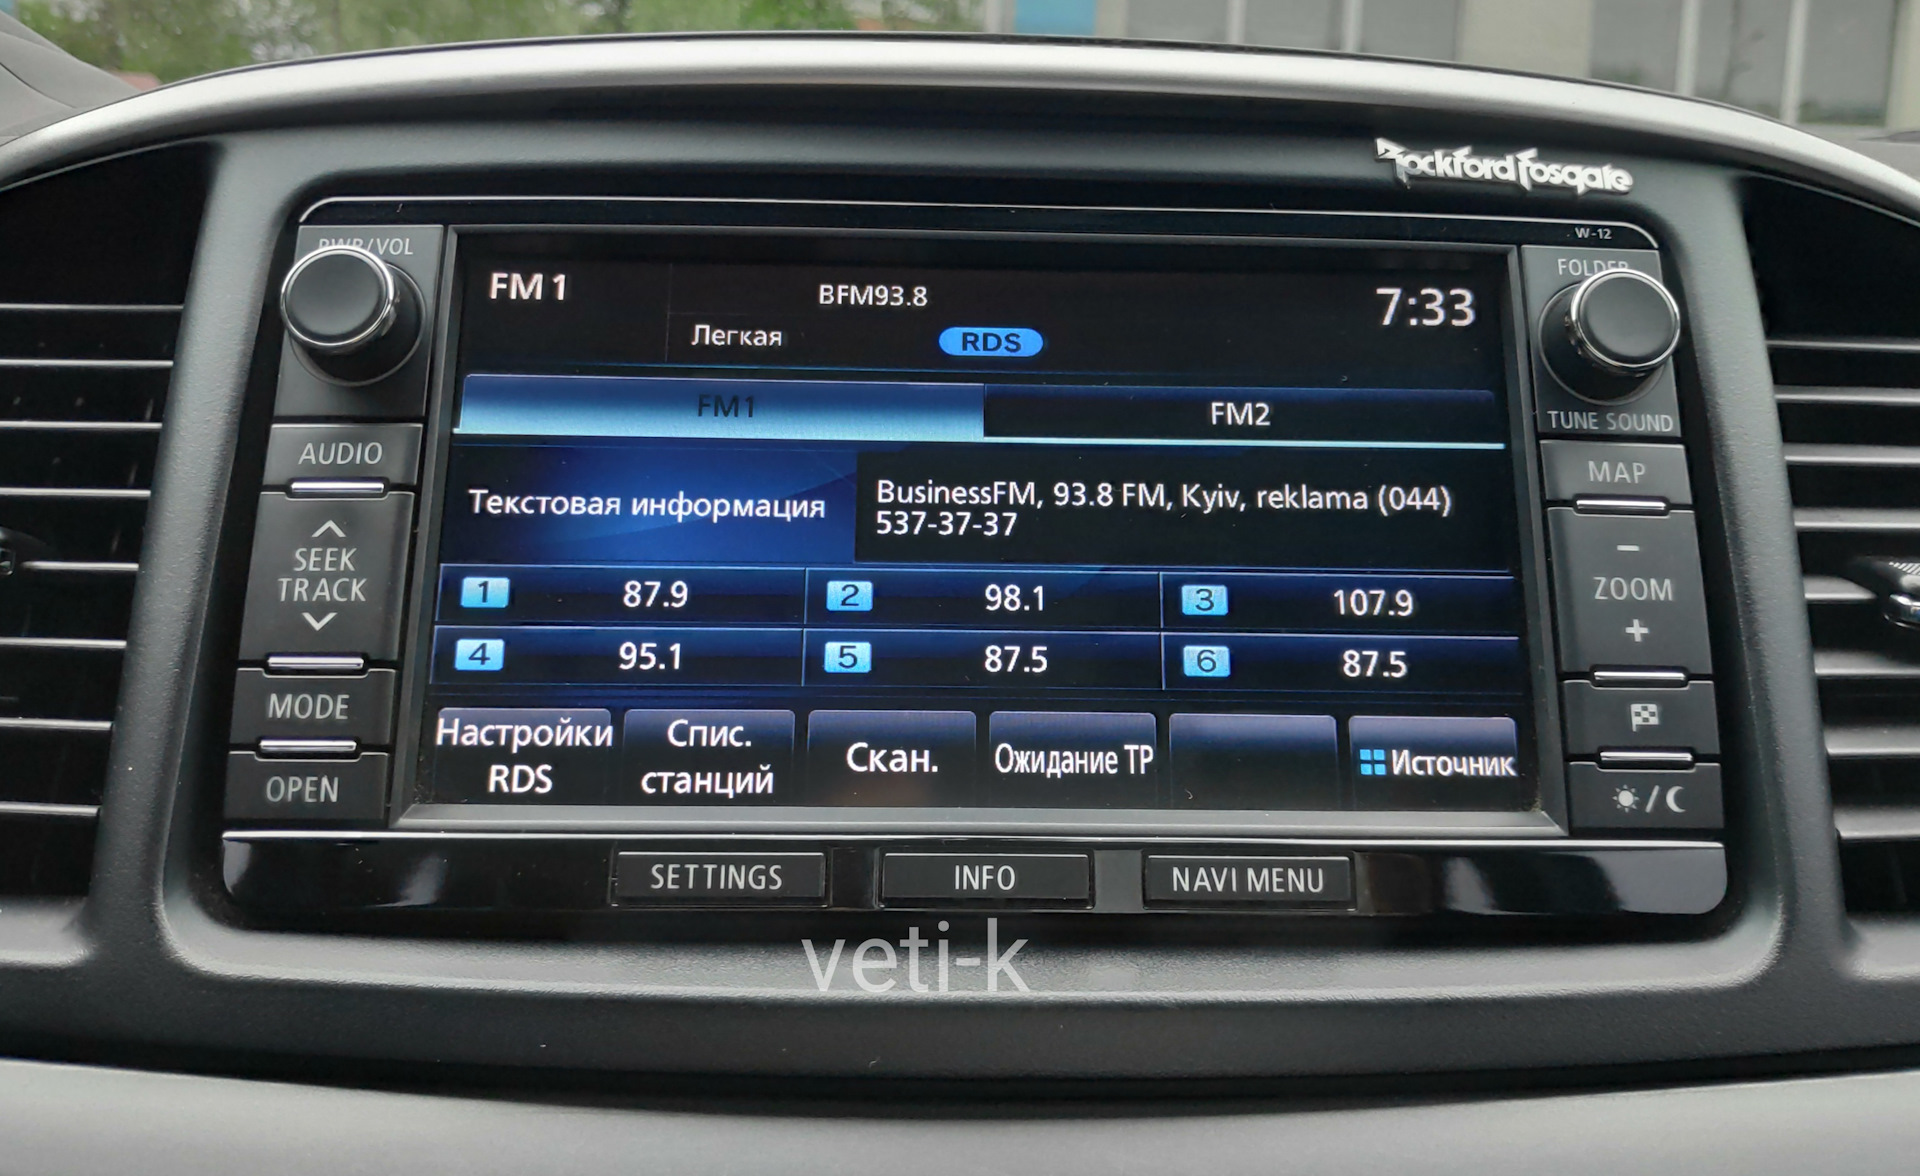 Rockford Fosgate
W-12
PWR/VOL
FOLDER
FM 1
BFM93.8
7:33
Легкая
RDS
FM1
FM2
TUNE SOUND
AUDIO
MAP
Текстовая информация
BusinessFM, 93.8 FM, Kyiv, reklama (044)
537-37-37
SEEK
TRACK
−
ZOOM
+
1 87.9
2 98.1
3 107.9
4 95.1
5 87.5
6 87.5
MODE
Настройки
RDS
Спис.
станций
Скан.
Ожидание TP
Источник
OPEN
/
SETTINGS
INFO
NAVI MENU
veti-k